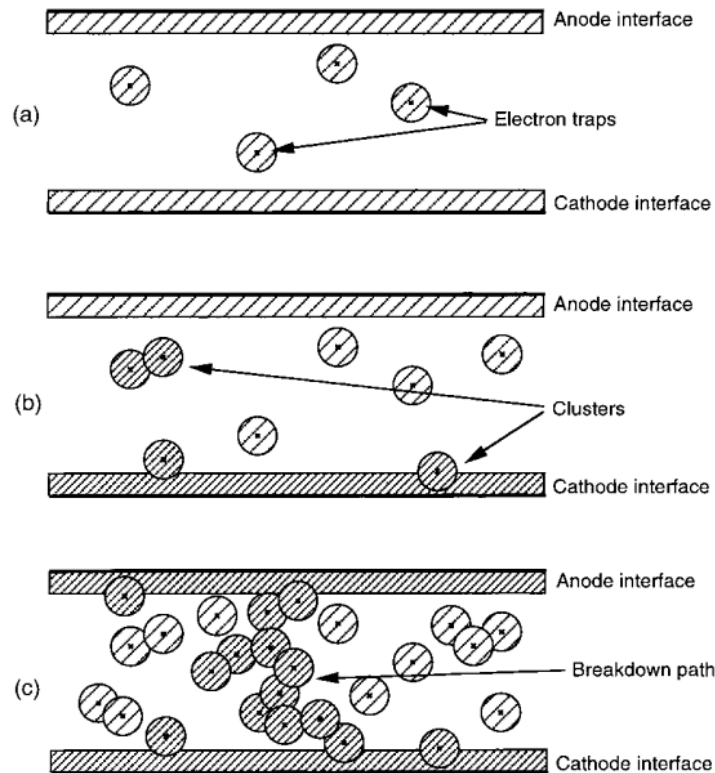 Anode interface
(a)
Electron traps
Cathode interface
Anode interface
(b)
Clusters
Cathode interface
Anode interface
Breakdown path
(c)
Cathode interface